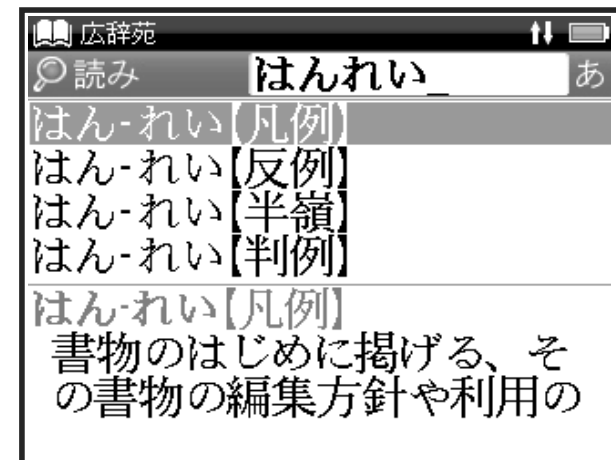 広辞苑
読み はんれい_ あ
はん‐れい【凡例】
はん‐れい【反例】
はん‐れい【半嶺】
はん‐れい【判例】
はん‐れい【凡例】
書物のはじめに掲げる、そ
の書物の編集方針や利用の